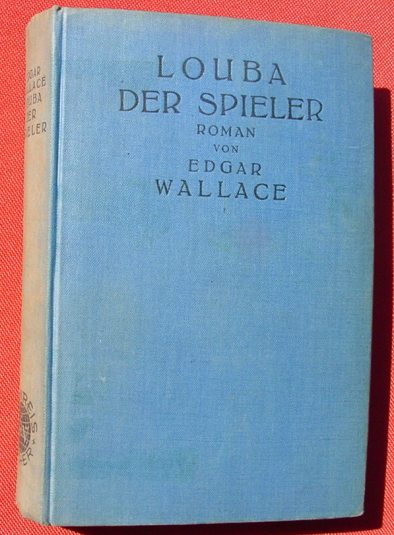 LOUBA
DER SPIELER
ROMAN
VON
EDGAR
WALLACE
EDGAR
WALLACE
LOUBA
DER
SPIELER